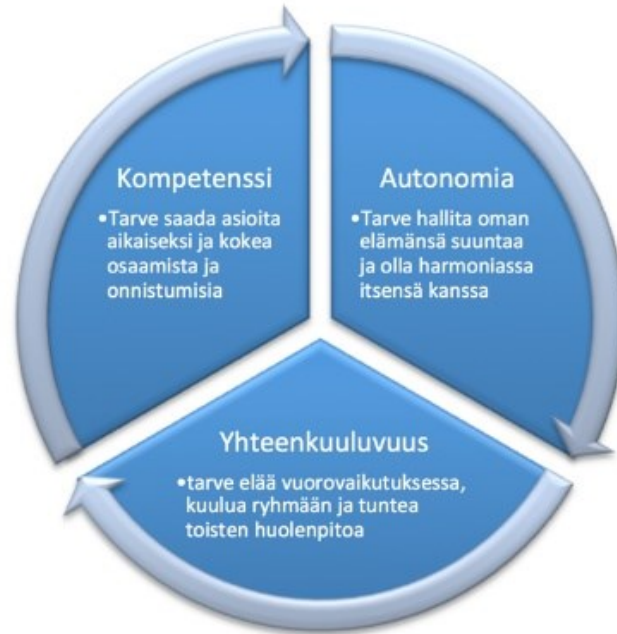 Kompetenssi
•Tarve saada asioita
aikaiseksi ja kokea
osaamista ja
onnistumisia
Autonomia
•Tarve hallita oman
elämänsä suuntaa
ja olla harmoniassa
itsensä kanssa
Yhteenkuuluvuus
•tarve elää vuorovaikutuksessa,
kuulua ryhmään ja tuntea
toisten huolenpitoa